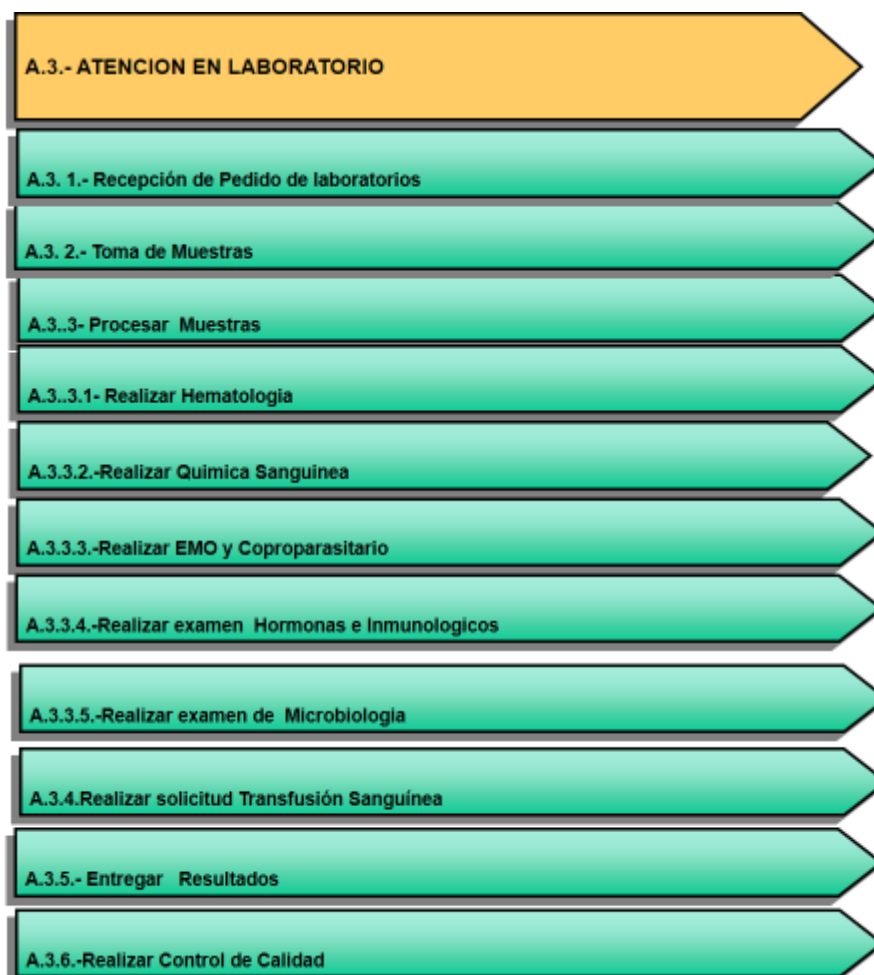 A.3.- ATENCION EN LABORATORIO
A.3. 1.- Recepción de Pedido de laboratorios
A.3. 2.- Toma de Muestras
A.3..3- Procesar Muestras
A.3..3.1- Realizar Hematologia
A.3.3.2.-Realizar Quimica Sanguinea
A.3.3.3.-Realizar EMO y Coproparasitario
A.3.3.4.-Realizar examen Hormonas e Inmunologicos
A.3.3.5.-Realizar examen de Microbiologia
A.3.4.Realizar solicitud Transfusión Sanguínea
A.3.5.- Entregar Resultados
A.3.6.-Realizar Control de Calidad